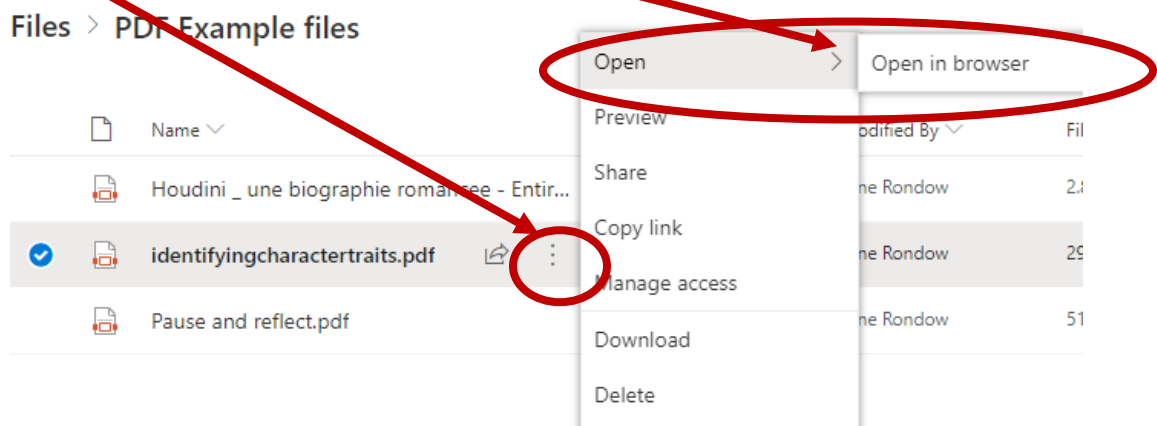 Files > PDF Example files
Open > Open in browser
Name
Preview
odified By
Fil
Houdini _ une biographie romancee - Entir...
Share
ne Rondow
2.8
Copy link
identifyingcharactertraits.pdf
ne Rondow
29
Manage access
Pause and reflect.pdf
ne Rondow
51
Download
Delete